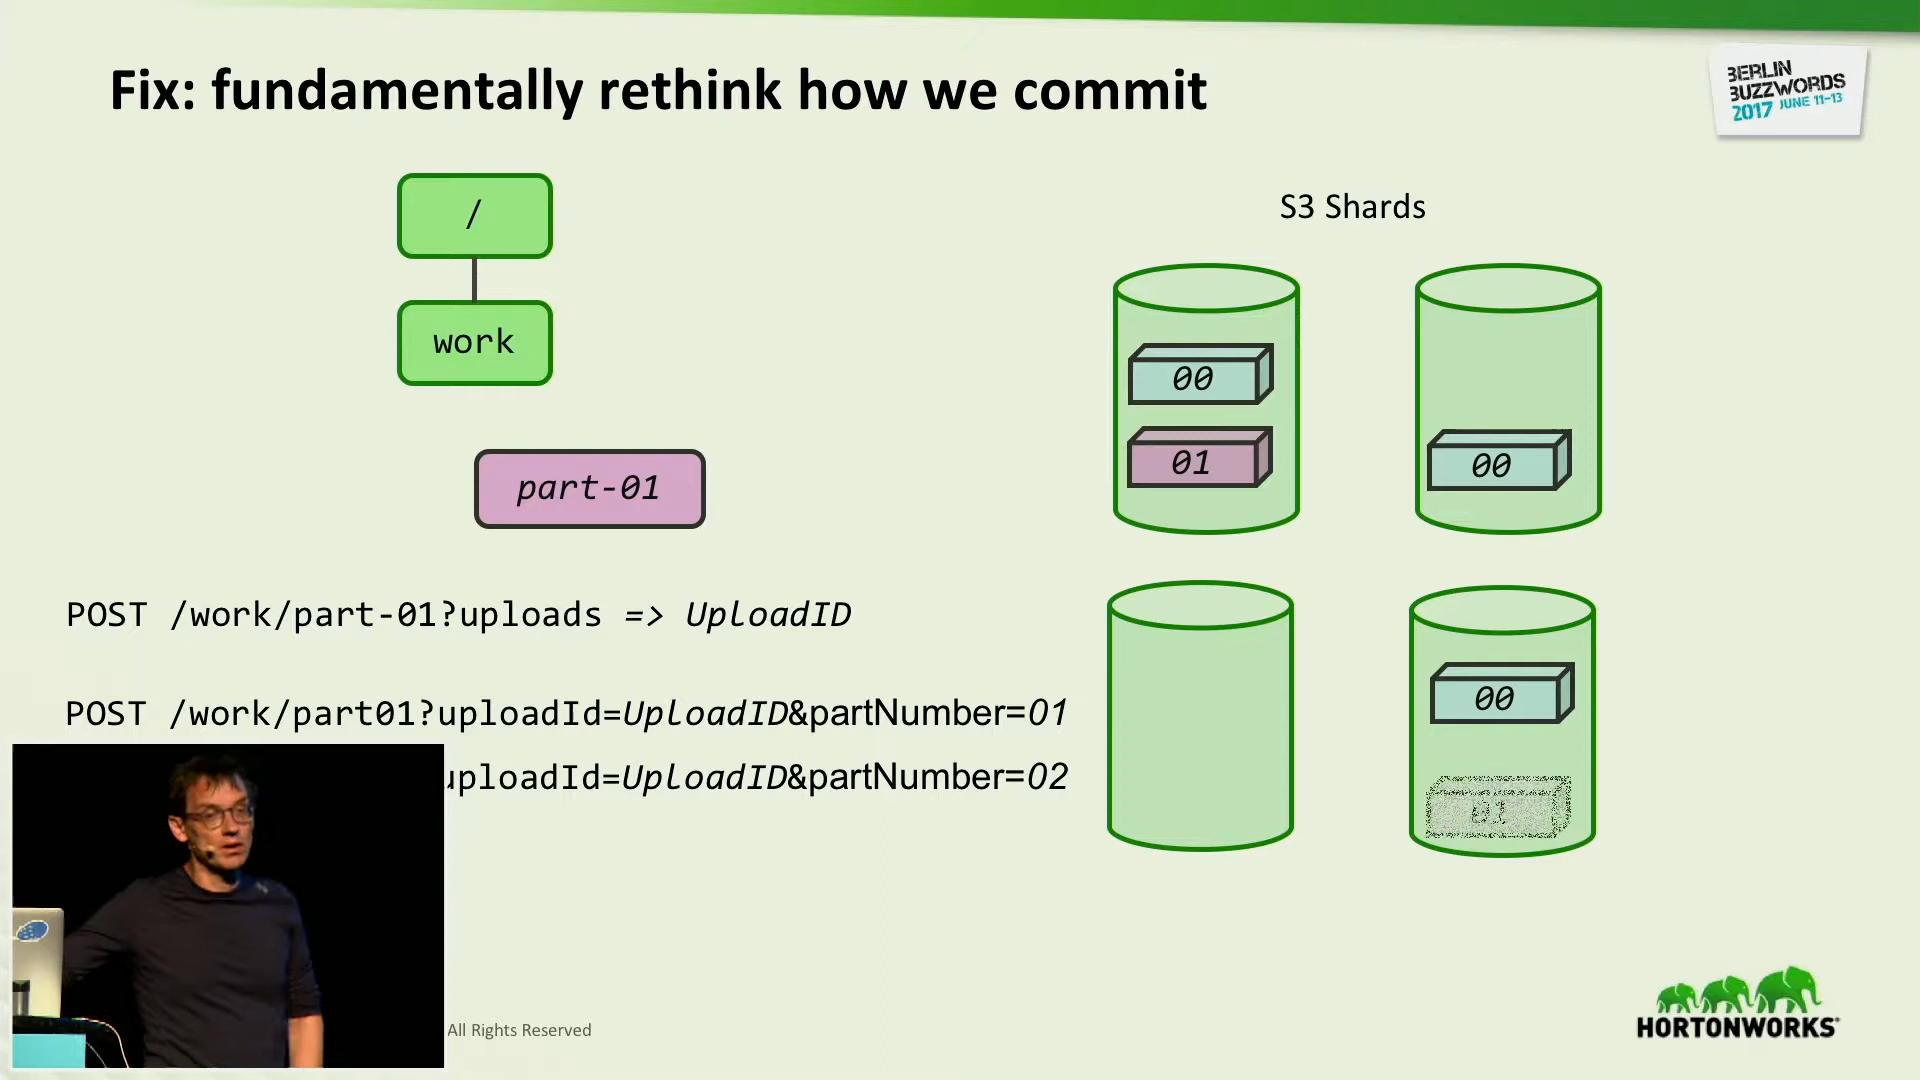 Fix: fundamentally rethink how we commit
BERLIN
BUZZWORDS
2017 JUNE 11-13
/
work
part-01
S3 Shards
00
01
00
POST /work/part-01?uploads => UploadID
POST /work/part01?uploadId=UploadID&partNumber=01
uploadId=UploadID&partNumber=02
00
01
All Rights Reserved
HORTONWORKS